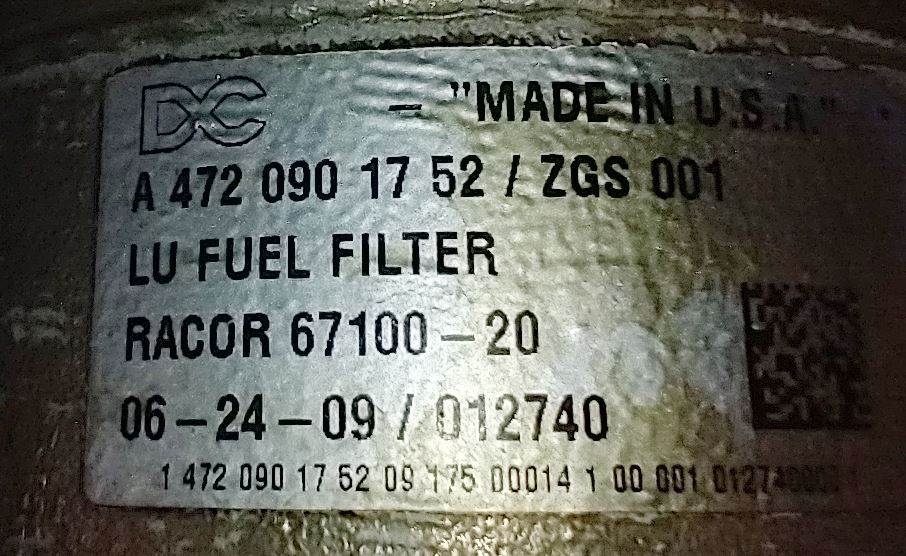 DC - "MADE IN U.S.A."
A 472 090 17 52 / ZGS 001
LU FUEL FILTER
RACOR 67100-20
06-24-09 / 012740
1 472 090 17 52 09 175 00014 1 00 001